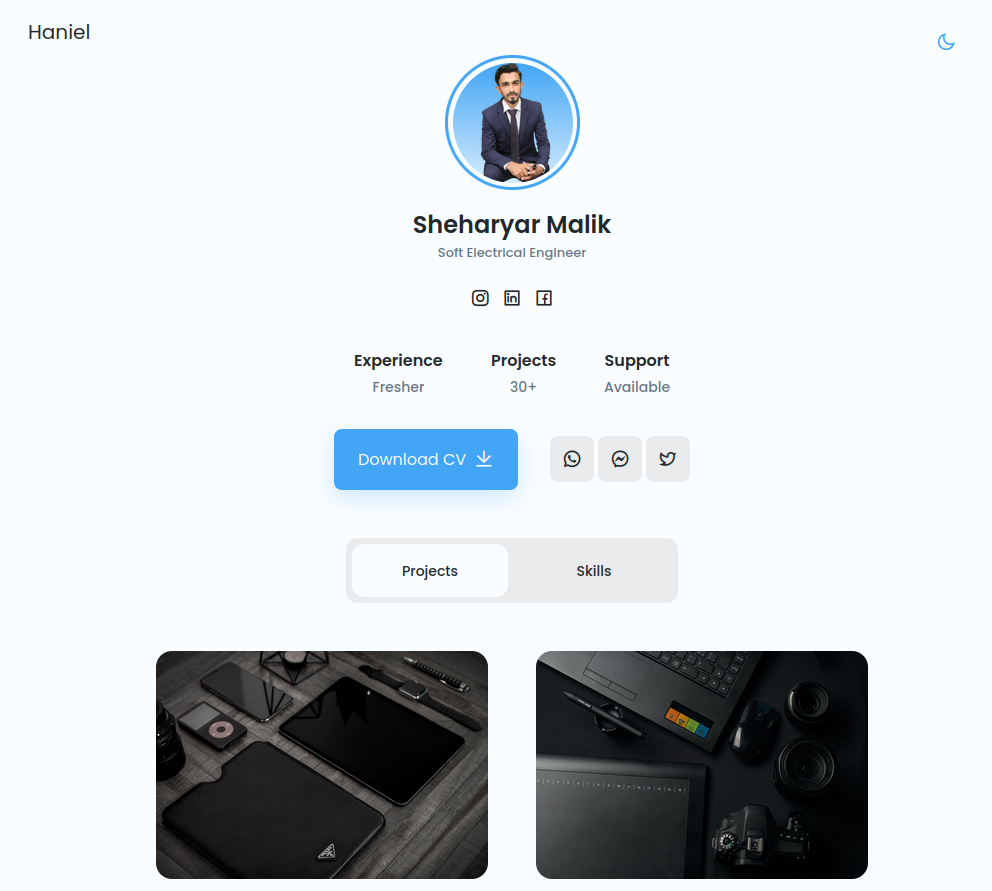 Haniel
Sheharyar Malik
Soft Electrical Engineer
Experience Projects Support
Fresher 30+ Available
Download CV
Projects Skills